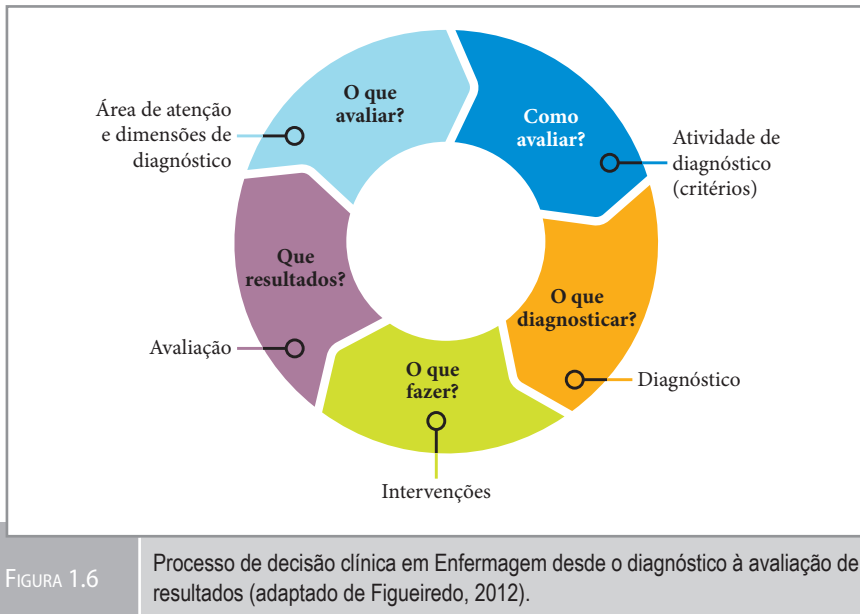 O que
avaliar?
Área de atenção
e dimensões de
diagnóstico
Como
avaliar?
Atividade de
diagnóstico
(critérios)
O que
diagnosticar?
Diagnóstico
O que
fazer?
Intervenções
Que
resultados?
Avaliação
Figura 1.6
Processo de decisão clínica em Enfermagem desde o diagnóstico à avaliação de
resultados (adaptado de Figueiredo, 2012).